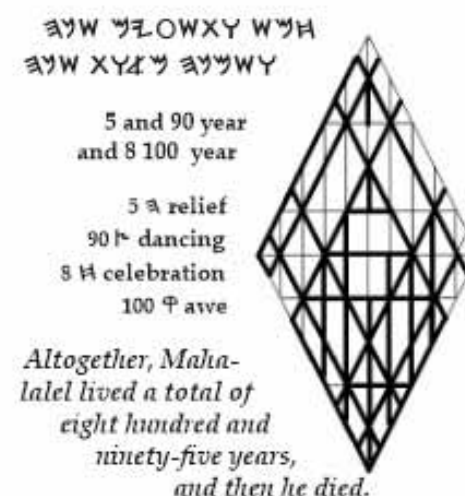 𐤇𐤌𐤔 𐤅𐤕𐤔𐤏𐤉𐤌 𐤔𐤍𐤄
𐤅𐤔𐤌𐤍𐤄 𐤌𐤀𐤅𐤕 𐤔𐤍𐤄
5 and 90 year
and 8 100 year
5 𐤄 relief
90 𐤑 dancing
8 𐤇 celebration
100 𐤒 awe
Altogether, Maha-
lalel lived a total of
eight hundred and
ninety-five years,
and then he died.